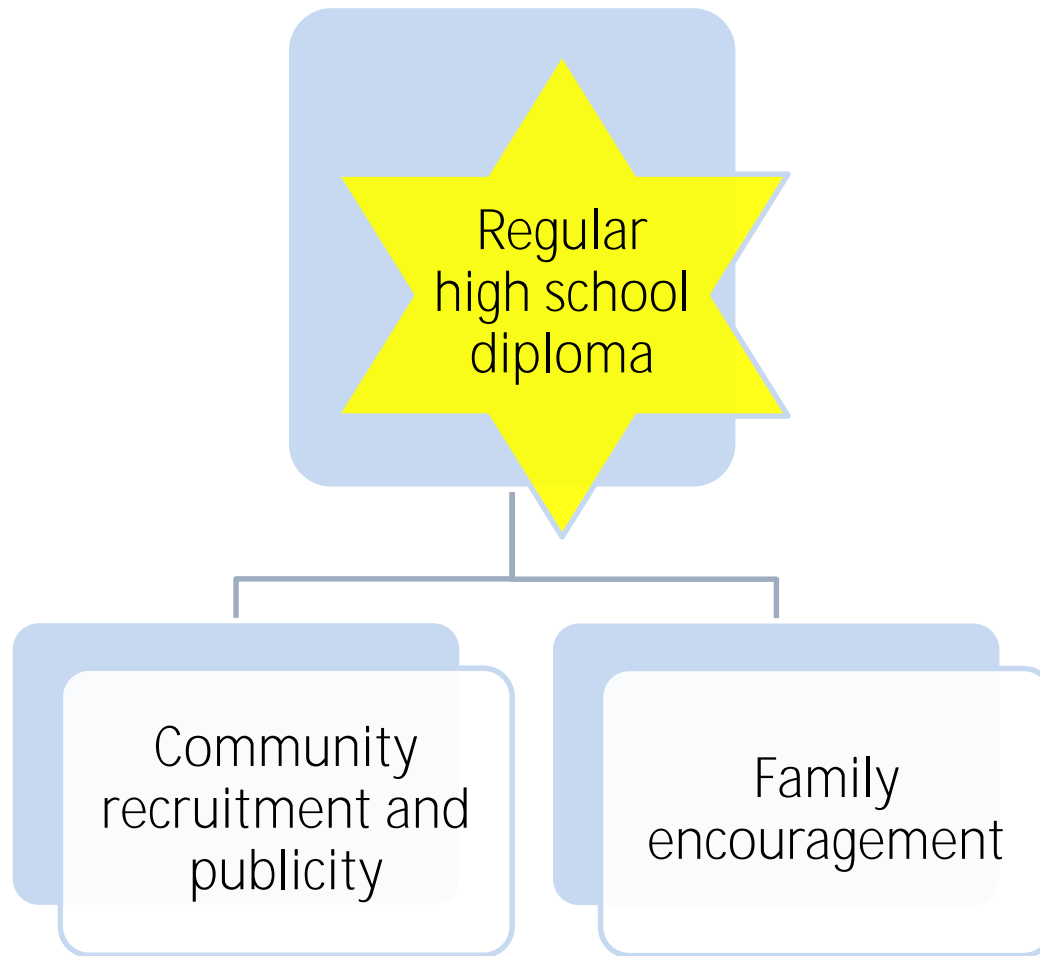 Regular
high school
diploma
Community
recruitment and
publicity
Family
encouragement